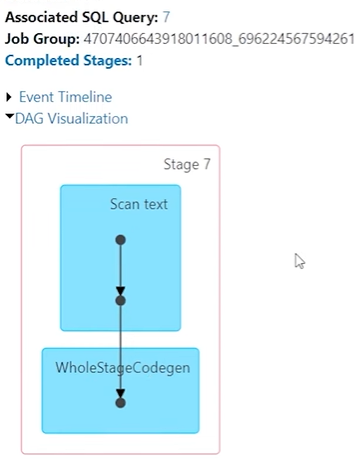 Associated SQL Query: 7
Job Group: 4707406643918011608_696224567594261
Completed Stages: 1
Event Timeline
DAG Visualization
Stage 7
Scan text
WholeStageCodegen